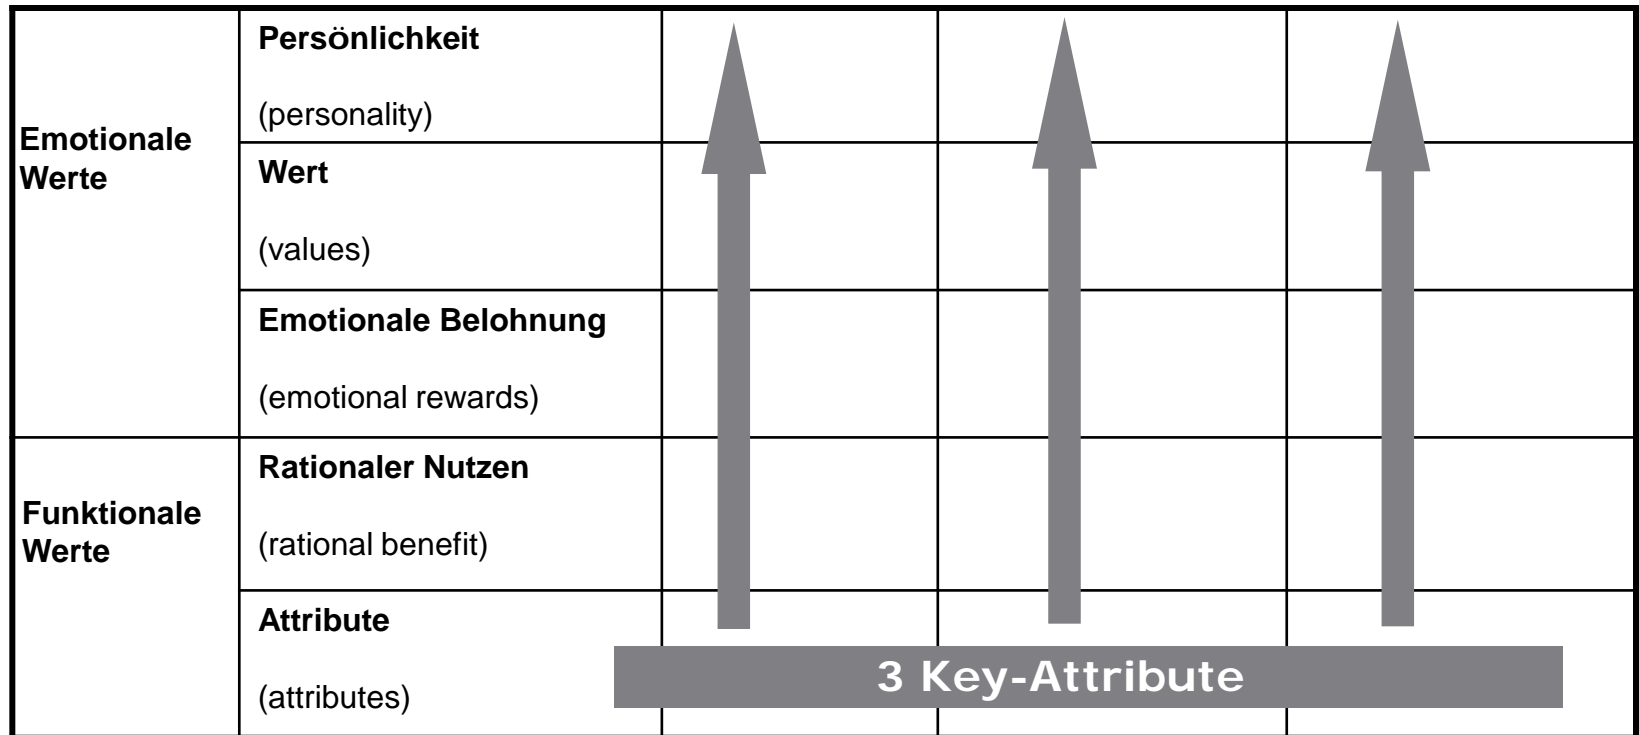 Emotionale
Werte
Persönlichkeit
(personality)
Wert
(values)
Emotionale Belohnung
(emotional rewards)
Funktionale
Werte
Rationaler Nutzen
(rational benefit)
Attribute
(attributes)
3 Key-Attribute